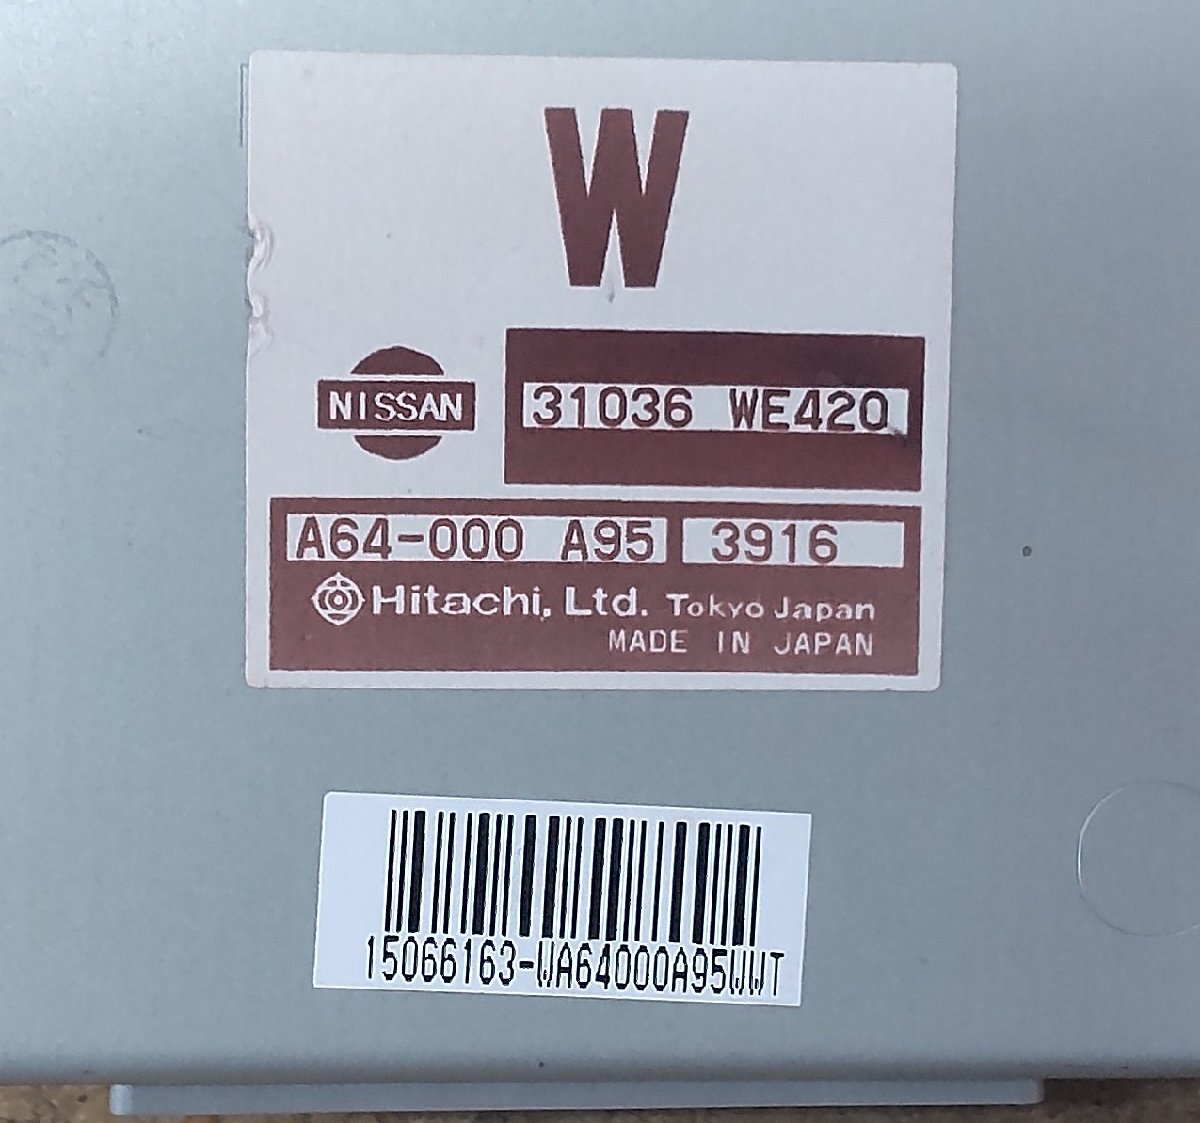 W
NISSAN
31036 WE420
A64-000 A95 3916
Hitachi, Ltd. Tokyo Japan
MADE IN JAPAN
15066163-WA64000A95WWT